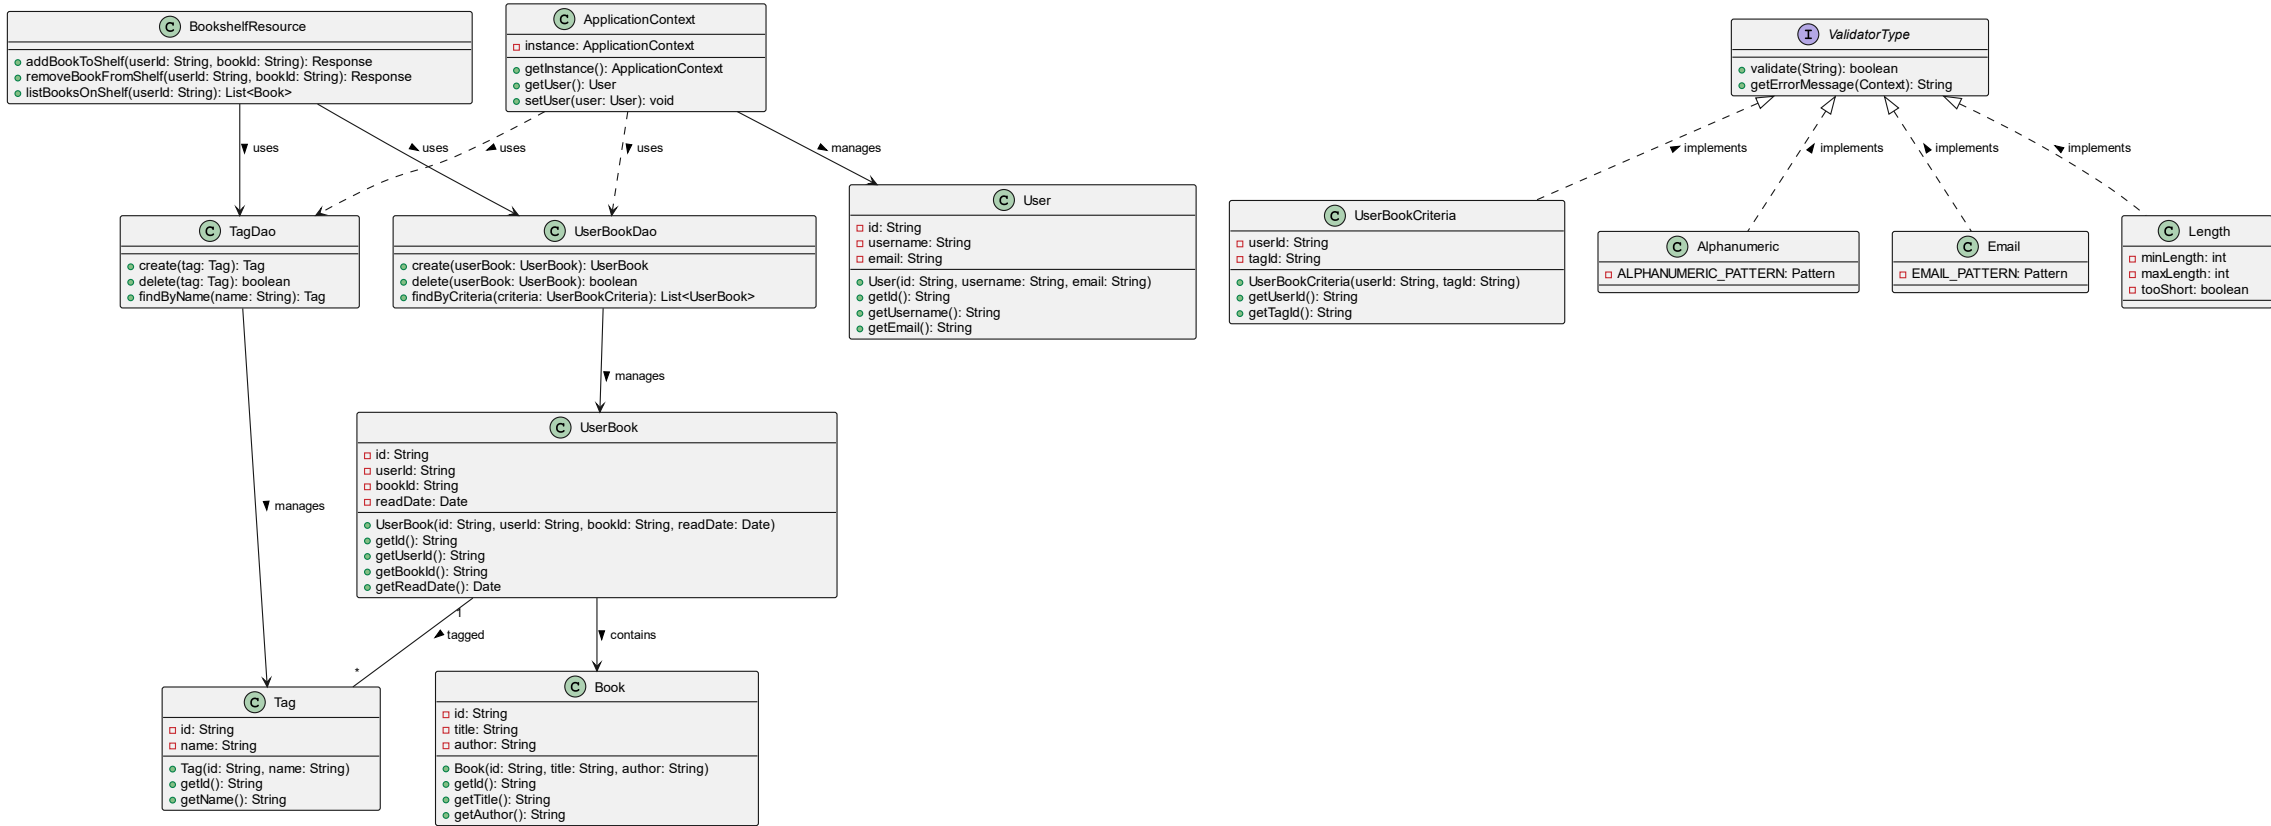 C BookshelfResource
addBookToShelf(userId: String, bookId: String): Response
removeBookFromShelf(userId: String, bookId: String): Response
listBooksOnShelf(userId: String): List<Book>
C ApplicationContext
instance: ApplicationContext
getInstance(): ApplicationContext
getUser(): User
setUser(user: User): void
I ValidatorType
validate(String): boolean
getErrorMessage(Context): String
uses
uses
uses
uses
manages
implements
implements
implements
implements
C TagDao
create(tag: Tag): Tag
delete(tag: Tag): boolean
findByName(name: String): Tag
C UserBookDao
create(userBook: UserBook): UserBook
delete(userBook: UserBook): boolean
findByCriteria(criteria: UserBookCriteria): List<UserBook>
C User
id: String
username: String
email: String
User(id: String, username: String, email: String)
getId(): String
getUsername(): String
getEmail(): String
C UserBookCriteria
userId: String
tagId: String
UserBookCriteria(userId: String, tagId: String)
getUserId(): String
getTagId(): String
C Alphanumeric
ALPHANUMERIC_PATTERN: Pattern
C Email
EMAIL_PATTERN: Pattern
C Length
minLength: int
maxLength: int
tooShort: boolean
manages
manages
C UserBook
id: String
userId: String
bookId: String
readDate: Date
UserBook(id: String, userId: String, bookId: String, readDate: Date)
getId(): String
getUserId(): String
getBookId(): String
getReadDate(): Date
1
tagged
*
contains
C Tag
id: String
name: String
Tag(id: String, name: String)
getId(): String
getName(): String
C Book
id: String
title: String
author: String
Book(id: String, title: String, author: String)
getId(): String
getTitle(): String
getAuthor(): String